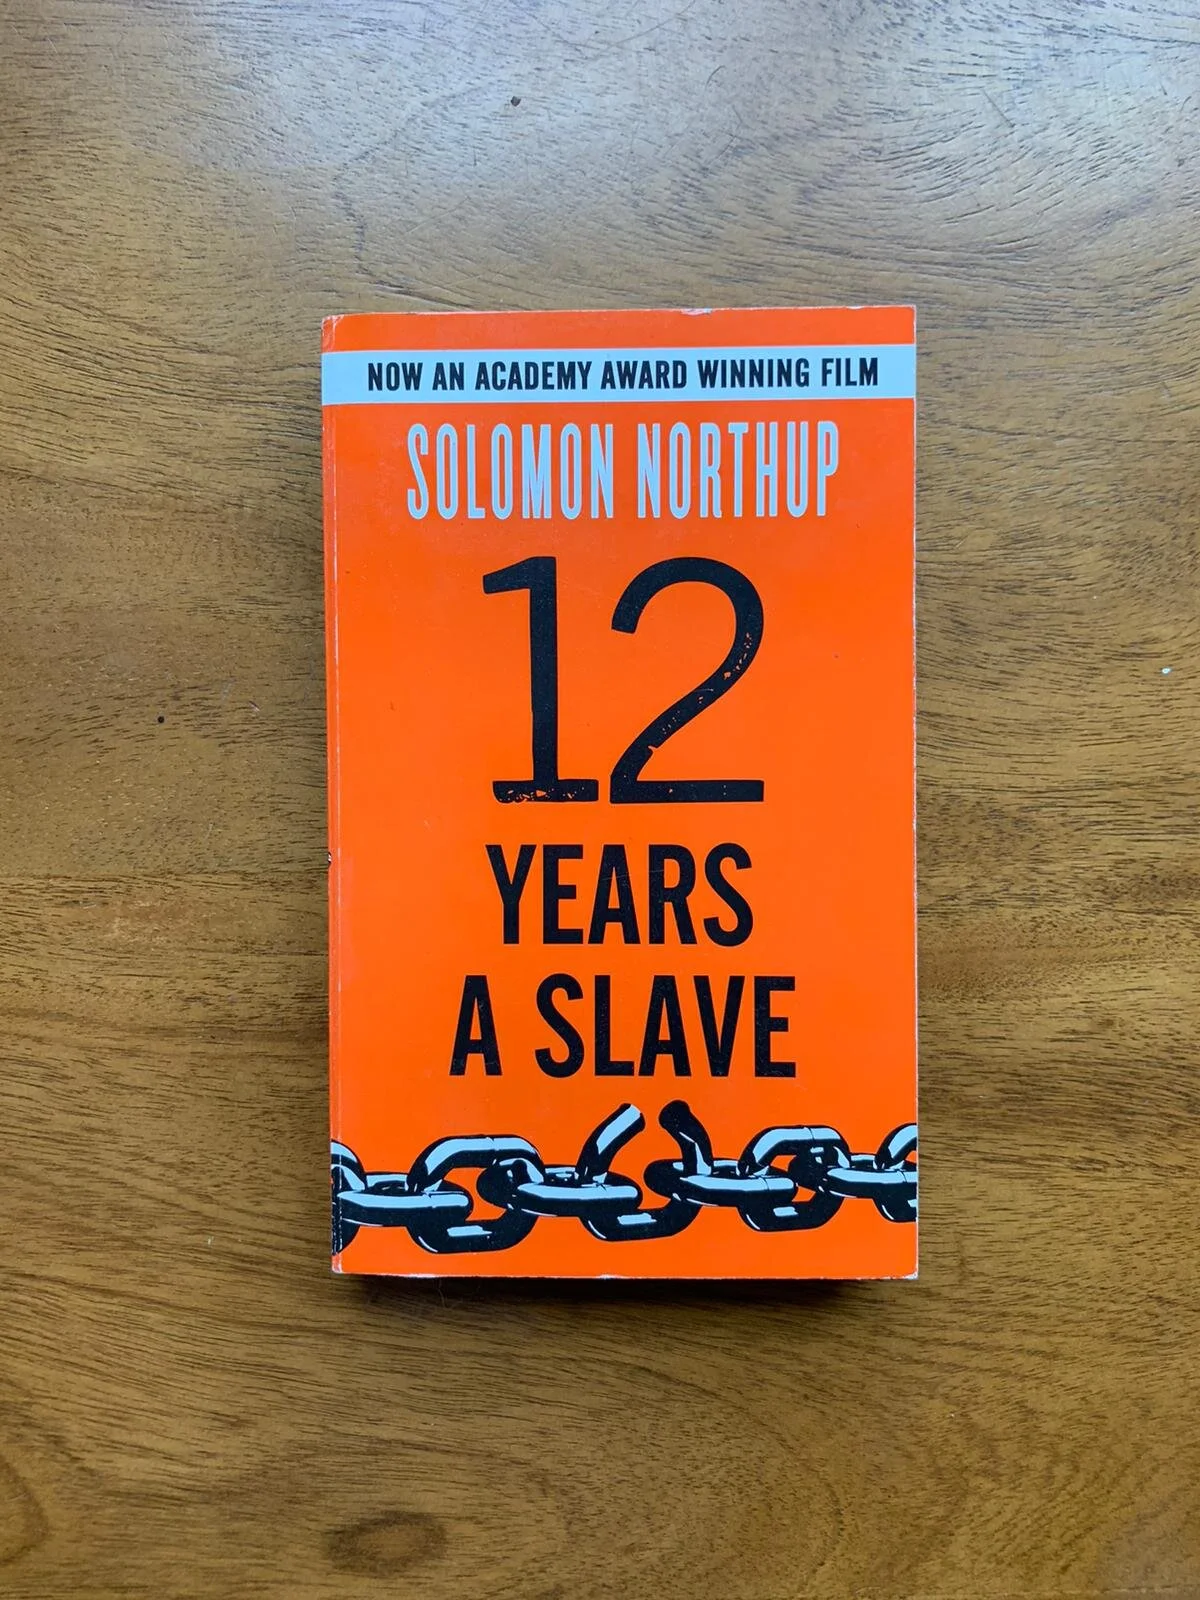 NOW AN ACADEMY AWARD WINNING FILM
SOLOMON NORTHUP
12
YEARS
A SLAVE